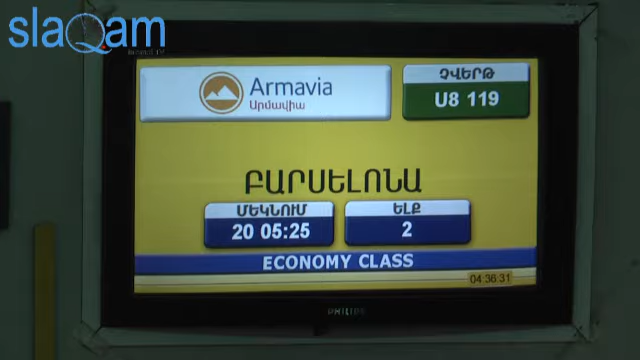 slaQam
Armavia
Արմավիա
ՉՎԵՐԹ
U8 119
ԲԱՐՍԵԼՈՆԱ
ՄԵԿՆՈՒՄ
20 05:25
ԵԼՔ
2
ECONOMY CLASS
04:36:31
PHILIPS